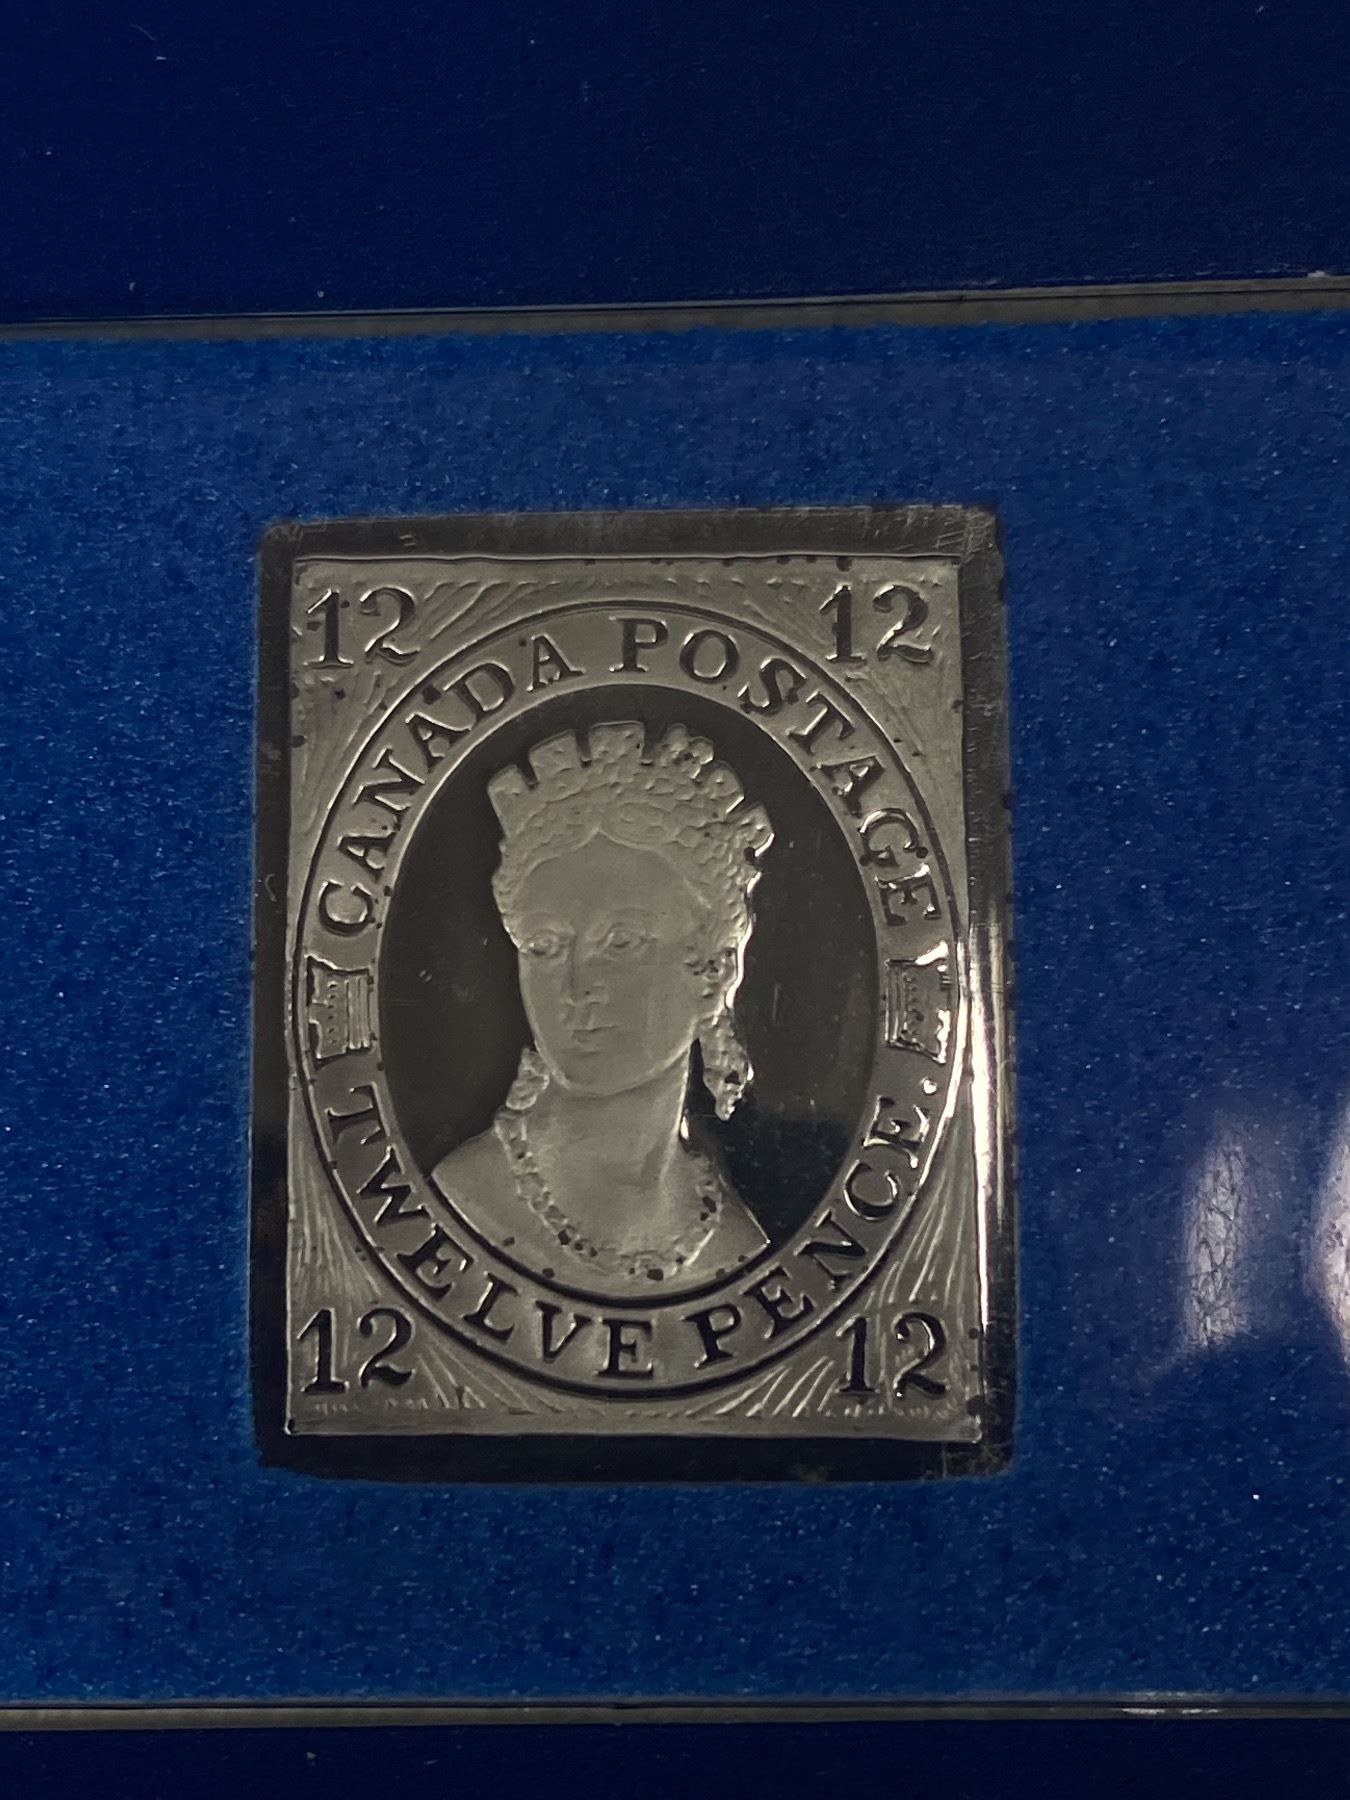 12 12
CANADA POSTAGE
TWELVE PENCE.
12 12